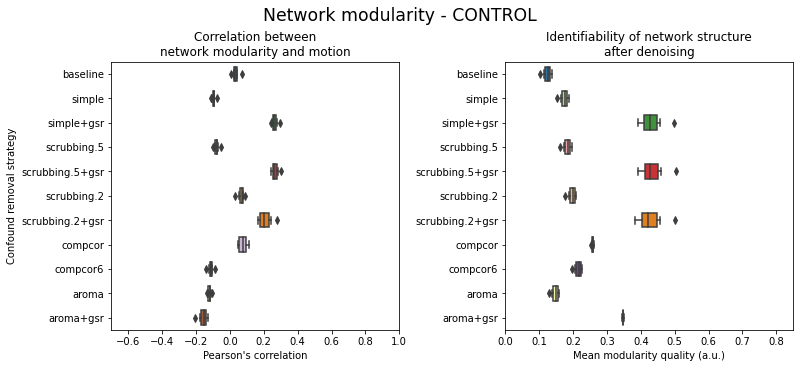 Network modularity - CONTROL
Correlation between
network modularity and motion
Confound removal strategy
baseline
simple
simple+gsr
scrubbing.5
scrubbing.5+gsr
scrubbing.2
scrubbing.2+gsr
compcor
compcor6
aroma
aroma+gsr
−0.6 −0.4 −0.2 0.0 0.2 0.4 0.6 0.8 1.0
Pearson's correlation
Identifiability of network structure
after denoising
baseline
simple
simple+gsr
scrubbing.5
scrubbing.5+gsr
scrubbing.2
scrubbing.2+gsr
compcor
compcor6
aroma
aroma+gsr
0.0 0.1 0.2 0.3 0.4 0.5 0.6 0.7 0.8
Mean modularity quality (a.u.)